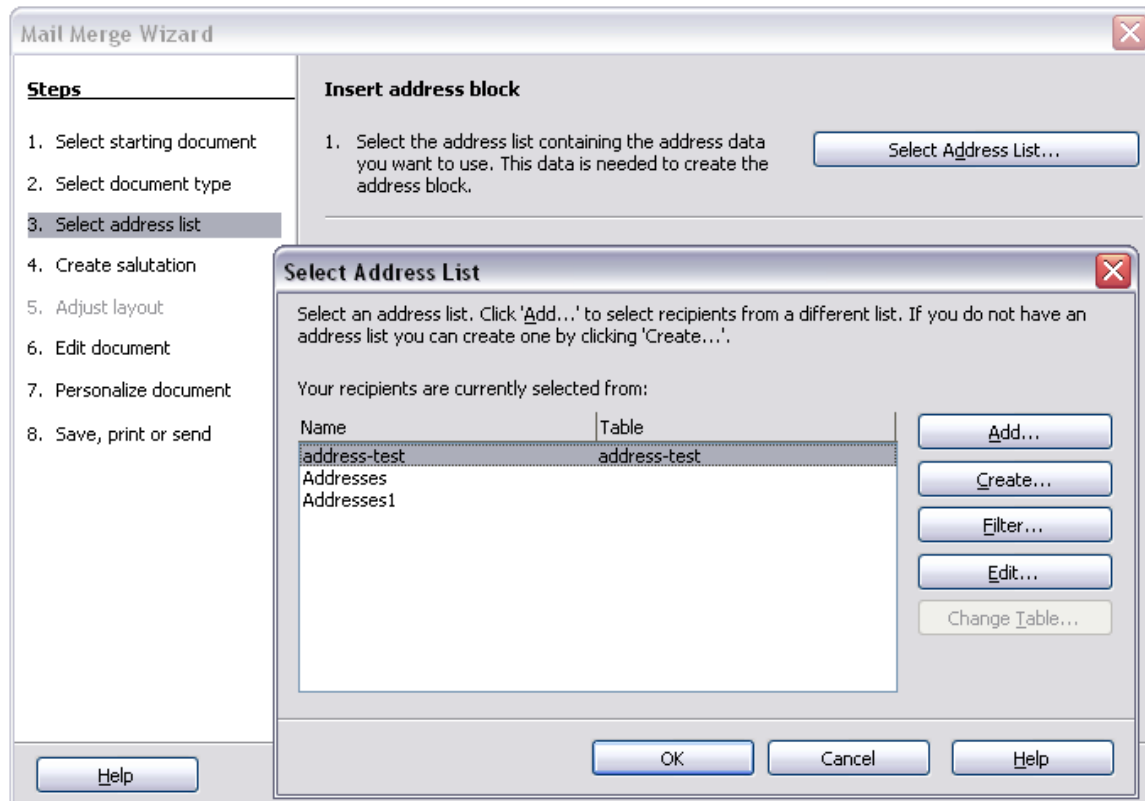 Mail Merge Wizard
Steps
1. Select starting document
2. Select document type
3. Select address list
4. Create salutation
5. Adjust layout
6. Edit document
7. Personalize document
8. Save, print or send
Help
Insert address block
1. Select the address list containing the address data
you want to use. This data is needed to create the
address block.
Select Address List...
Select Address List
Select an address list. Click 'Add...' to select recipients from a different list. If you do not have an
address list you can create one by clicking 'Create...'.
Your recipients are currently selected from:
Name Table
address-test address-test
Addresses
Addresses1
Add...
Create...
Filter...
Edit...
Change Table...
OK Cancel Help